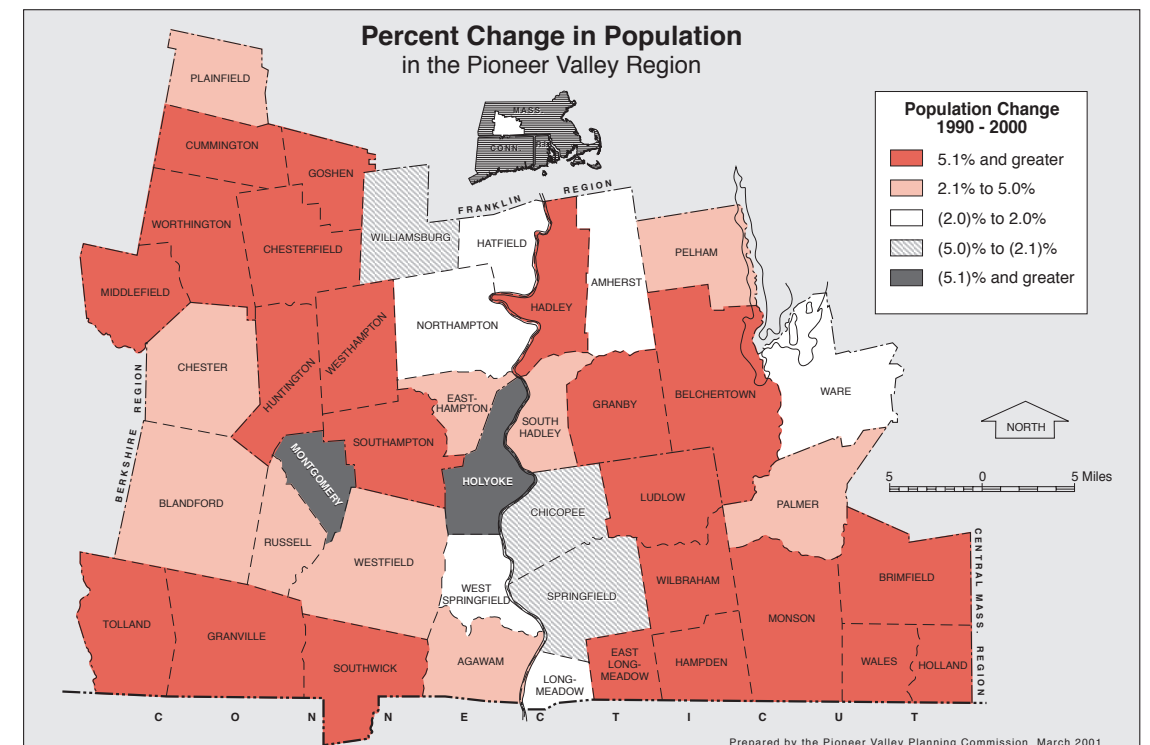 Percent Change in Population
in the Pioneer Valley Region
MASS.
CONN.
R.I.
Population Change
1990 - 2000
5.1% and greater
2.1% to 5.0%
(2.0)% to 2.0%
(5.0)% to (2.1)%
(5.1)% and greater
PLAINFIELD
CUMMINGTON
GOSHEN
WORTHINGTON
CHESTERFIELD
WILLIAMSBURG
FRANKLIN REGION
HATFIELD
PELHAM
AMHERST
MIDDLEFIELD
HADLEY
NORTHAMPTON
WESTHAMPTON
CHESTER
HUNTINGTON
BERKSHIRE REGION
EAST-
HAMPTON
SOUTH
HADLEY
GRANBY
BELCHERTOWN
WARE
NORTH
5 0 5 Miles
SOUTHAMPTON
MONTGOMERY
HOLYOKE
BLANDFORD
CHICOPEE
LUDLOW
PALMER
RUSSELL
WESTFIELD
WEST
SPRINGFIELD
SPRINGFIELD
WILBRAHAM
BRIMFIELD
CENTRAL MASS. REGION
TOLLAND
GRANVILLE
MONSON
SOUTHWICK
AGAWAM
EAST
LONG-
MEADOW
HAMPDEN
WALES
HOLLAND
LONG-
MEADOW
C O N N E C T I C U T
Prepared by the Pioneer Valley Planning Commission, March 2001